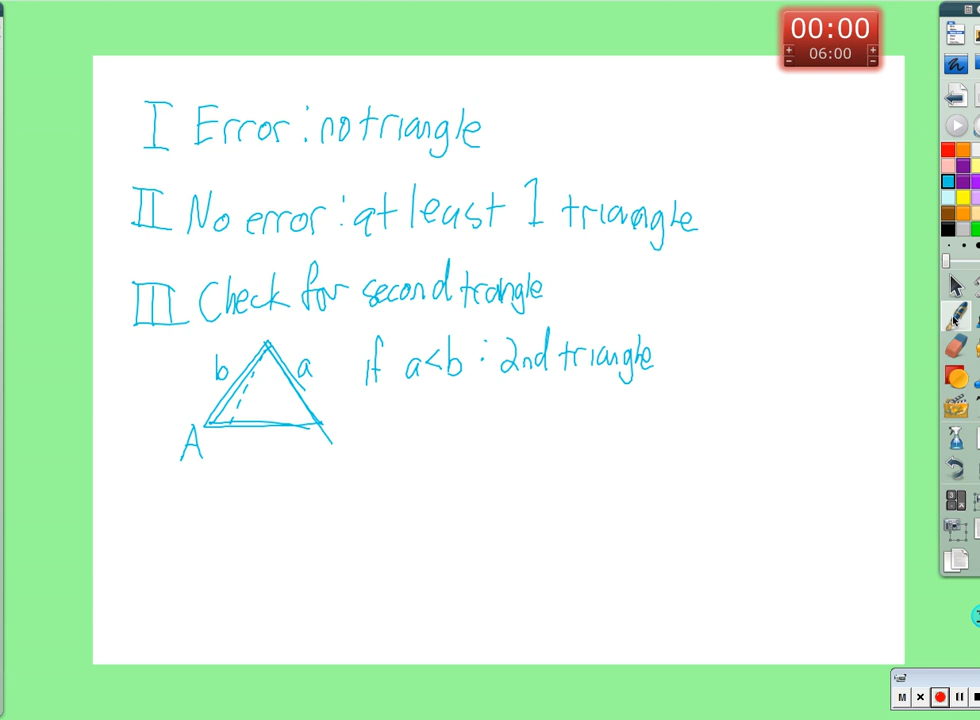 00:00
06:00
I Error: no triangle
II No error: at least 1 triangle
III Check for second trangle
b a if a<b: 2nd triangle
A
M